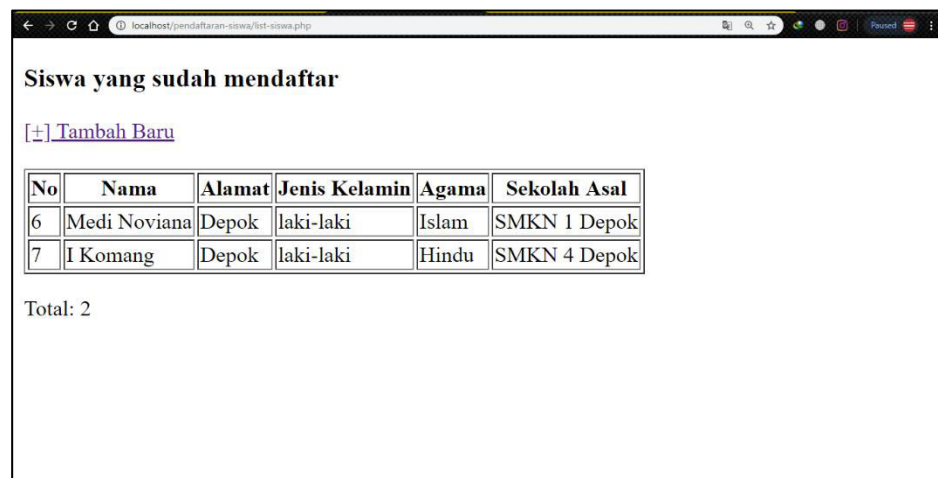 localhost/pendaftaran-siswa/list-siswa.php
Paused
Siswa yang sudah mendaftar
[+] Tambah Baru
No Nama Alamat Jenis Kelamin Agama Sekolah Asal
6 Medi Noviana Depok laki-laki Islam SMKN 1 Depok
7 I Komang Depok laki-laki Hindu SMKN 4 Depok
Total: 2